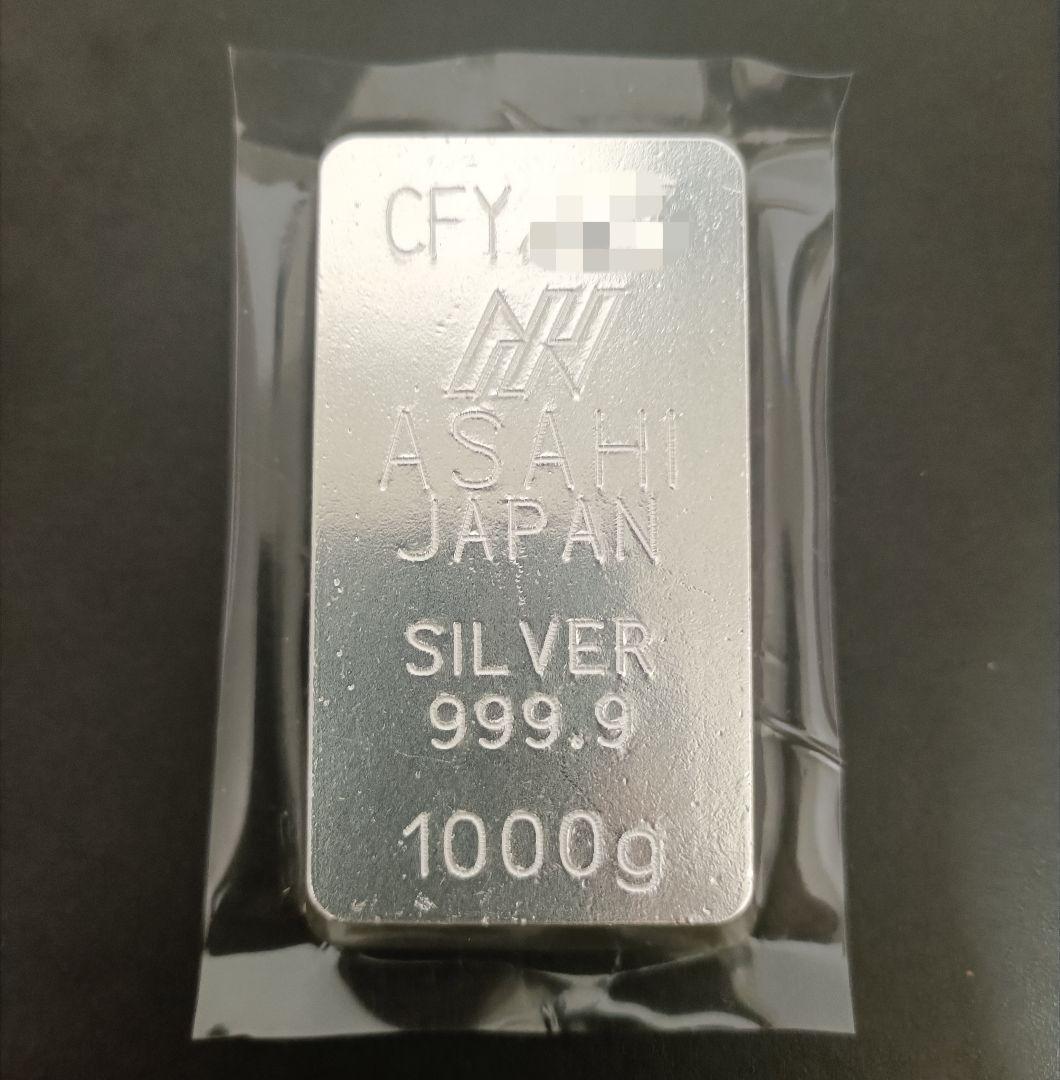 CFY
ASAHI
JAPAN
SILVER
999.9
1000g